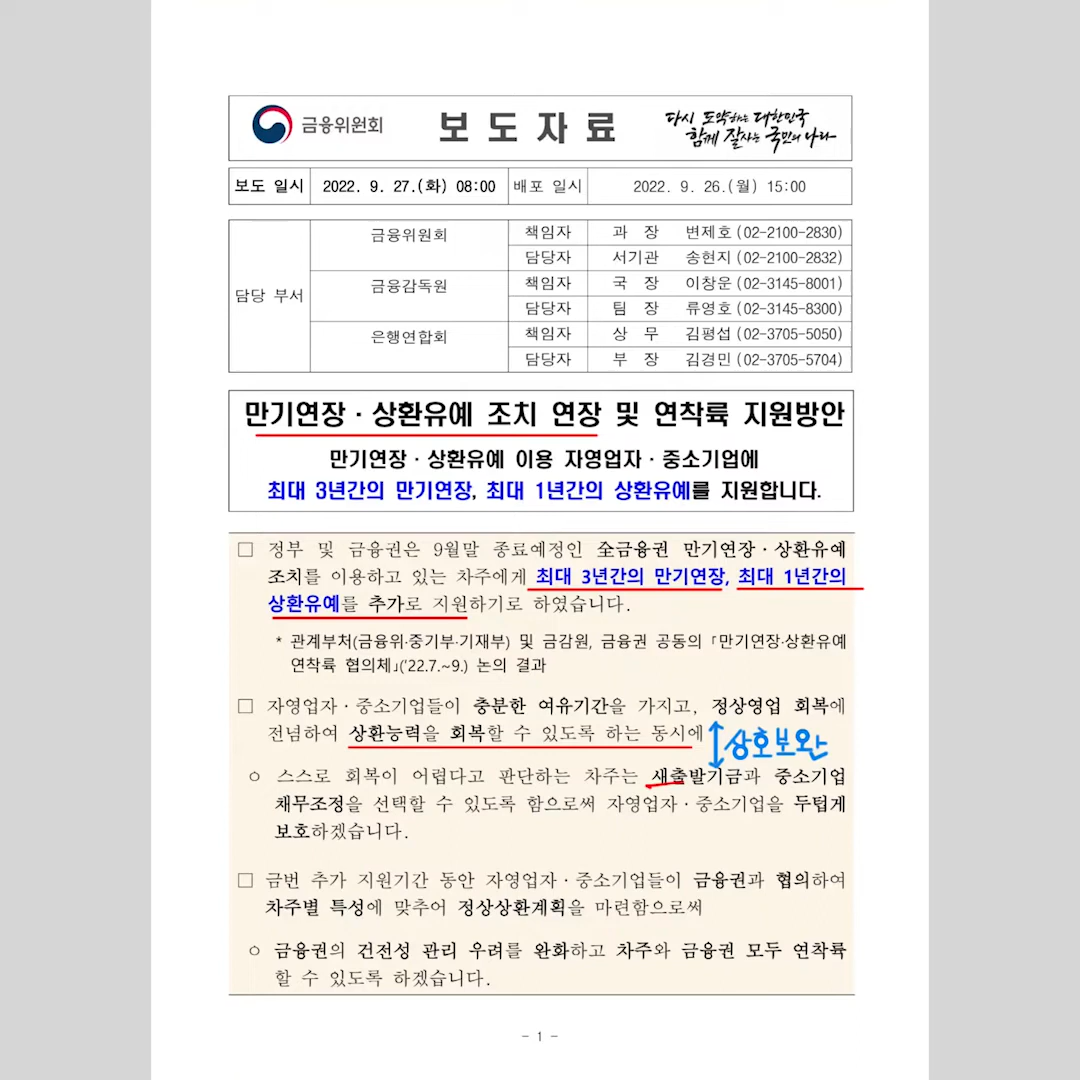 금융위원회 보도자료 다시 도약하는 대한민국
함께 잘사는 국민의 나라
보도 일시 2022. 9. 27.(화) 08:00 배포 일시 2022. 9. 26.(월) 15:00
담당 부서 금융위원회 책임자 과 장 변제호 (02-2100-2830)
담당자 서기관 송현지 (02-2100-2832)
금융감독원 책임자 국 장 이창운 (02-3145-8001)
담당자 팀 장 류영호 (02-3145-8300)
은행연합회 책임자 상 무 김평섭 (02-3705-5050)
담당자 부 장 김경민 (02-3705-5704)
만기연장·상환유예 조치 연장 및 연착륙 지원방안
만기연장·상환유예 이용 자영업자·중소기업에
최대 3년간의 만기연장, 최대 1년간의 상환유예를 지원합니다.
□ 정부 및 금융권은 9월말 종료예정인 全금융권 만기연장·상환유예
조치를 이용하고 있는 차주에게 최대 3년간의 만기연장, 최대 1년간의
상환유예를 추가로 지원하기로 하였습니다.
* 관계부처(금융위·중기부·기재부) 및 금감원, 금융권 공동의 「만기연장·상환유예
연착륙 협의체」('22.7.~9.) 논의 결과
□ 자영업자·중소기업들이 충분한 여유기간을 가지고, 정상영업 회복에
전념하여 상환능력을 회복할 수 있도록 하는 동시에
상호보완
ㅇ 스스로 회복이 어렵다고 판단하는 차주는 새출발기금과 중소기업
채무조정을 선택할 수 있도록 함으로써 자영업자·중소기업을 두텁게
보호하겠습니다.
□ 금번 추가 지원기간 동안 자영업자·중소기업들이 금융권과 협의하여
차주별 특성에 맞추어 정상상환계획을 마련함으로써
ㅇ 금융권의 건전성 관리 우려를 완화하고 차주와 금융권 모두 연착륙
할 수 있도록 하겠습니다.
- 1 -